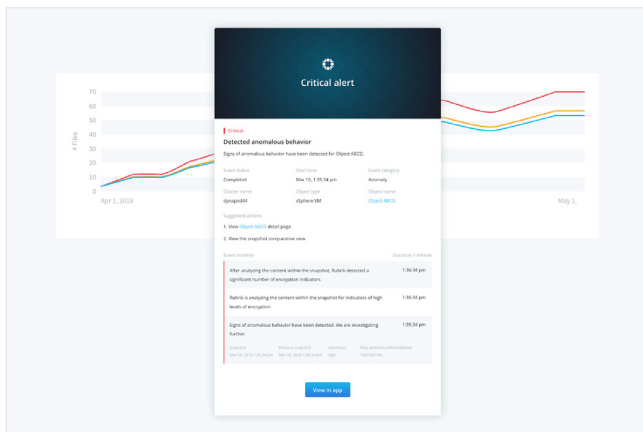 Critical alert
70
60
50
40
30
20
10
0
# Files
Apr 1, 2018
May 1,
Critical
Detected anomalous behavior
Signs of anomalous behavior have been detected for Object ABCD.
Event status Start time Event category
Completed Mar 10, 1:35:34 pm Anomaly
Cluster name Object type Object name
dynapod44 vSphere VM Object ABCD
Suggested actions
1. View Object ABCD detail page
2. View the snapshot comparative view
Event timeline Duration 1 minute
After analyzing the content within the snapshot, Rubrik detected a 1:36:34 pm
significant number of encryption indicators.
Rubrik is analyzing the content within the snapshot for indicators of high 1:36:34 pm
levels of encryption
Signs of anomalous behavior have been detected. We are investigating 1:35:34 pm
further.
Snapshot Previous snapshot
View in app